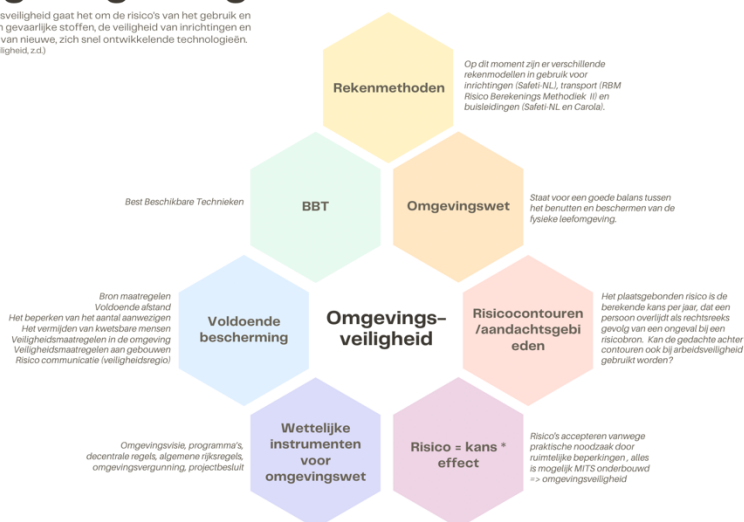 sveiligheid gaat het om de risico's van het gebruik en
gevaarlijke stoffen, de veiligheid van inrichtingen en
van nieuwe, zich snel ontwikkelende technologieën.
ligheid, z.d.)
Rekenmethoden
Op dit moment zijn er verschillende
rekenmodellen in gebruik voor
inrichtingen (Safeti-NL), transport (RBM
Risico Berekenings Methodiek II) en
buisleidingen (Safeti-NL en Carola).
Best Beschikbare Technieken
BBT
Omgevingswet
Staat voor een goede balans tussen
het benutten en beschermen van de
fysieke leefomgeving.
Bron maatregelen
Voldoende afstand
Het beperken van het aantal aanwezigen
Het vermijden van kwetsbare mensen
Veiligheidsmaatregelen in de omgeving
Veiligheidsmaatregelen aan gebouwen
Risico communicatie (veiligheidsregio)
Voldoende
bescherming
Omgevings-
veiligheid
Risicocontouren
/aandachtsgebi
eden
Het plaatsgebonden risico is de
berekende kans per jaar, dat een
persoon overlijdt als rechtsreeks
gevolg van een ongeval bij een
risicobron. Kan de gedachte achter
contouren ook bij arbeidsveiligheid
gebruikt worden?
Omgevingsvisie, programma's,
decentrale regels, algemene rijksregels,
omgevingsvergunning, projectbesluit
Wettelijke
instrumenten
voor
omgevingswet
Risico = kans *
effect
Risico's accepteren vanwege
praktische noodzaak door
ruimtelijke beperkingen , alles
is mogelijk MITS onderbouwd
=> omgevingsveiligheid